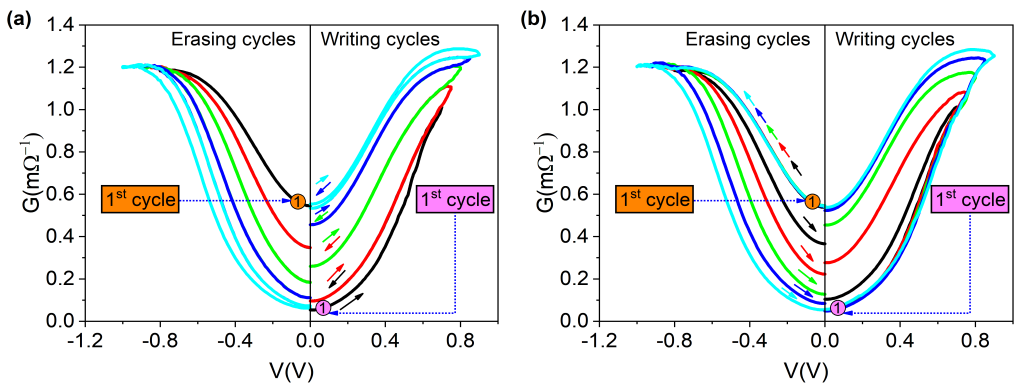 (a)
Erasing cycles
Writing cycles
1.4
1.2
1.0
0.8
0.6
0.4
0.2
0.0
G(mΩ⁻¹)
1ˢᵗ cycle
1
1ˢᵗ cycle
1
-1.2
-0.8
-0.4
0.0
0.4
0.8
V(V)
(b)
Erasing cycles
Writing cycles
1.4
1.2
1.0
0.8
0.6
0.4
0.2
0.0
G(mΩ⁻¹)
1ˢᵗ cycle
1
1ˢᵗ cycle
1
-1.2
-0.8
-0.4
0.0
0.4
0.8
V(V)